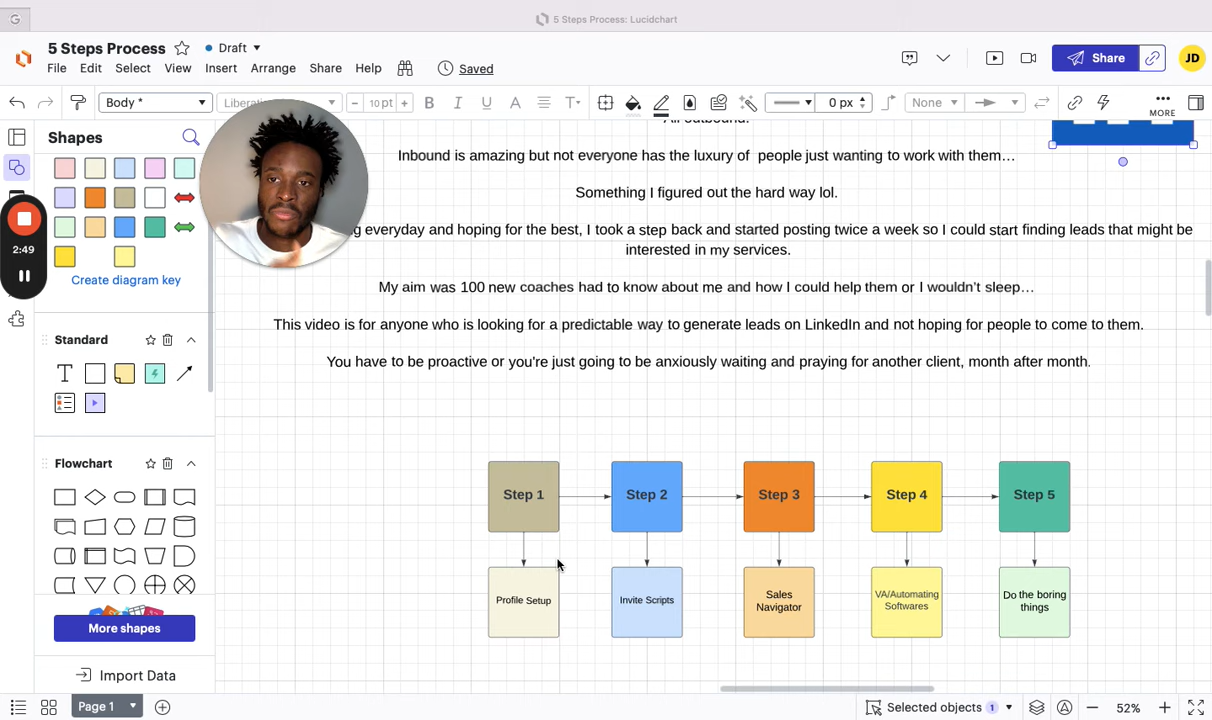 G
5 Steps Process: Lucidchart
5 Steps Process
Draft
File Edit Select View Insert Arrange Share Help
Saved
Share
JD
Body *
10 pt
B I U A T
0 px
None
MORE
Shapes
All outbound.
Inbound is amazing but not everyone has the luxury of people just wanting to work with them…
Something I figured out the hard way lol.
everyday and hoping for the best, I took a step back and started posting twice a week so I could start finding leads that might be
interested in my services.
2:49
Create diagram key
My aim was 100 new coaches had to know about me and how I could help them or I wouldn't sleep…
This video is for anyone who is looking for a predictable way to generate leads on LinkedIn and not hoping for people to come to them.
You have to be proactive or you're just going to be anxiously waiting and praying for another client, month after month.
Standard
T
Flowchart
Step 1
Step 2
Step 3
Step 4
Step 5
Profile Setup
Invite Scripts
Sales
Navigator
VA/Automating
Softwares
Do the boring
things
More shapes
Import Data
Page 1
Selected objects 1
52%